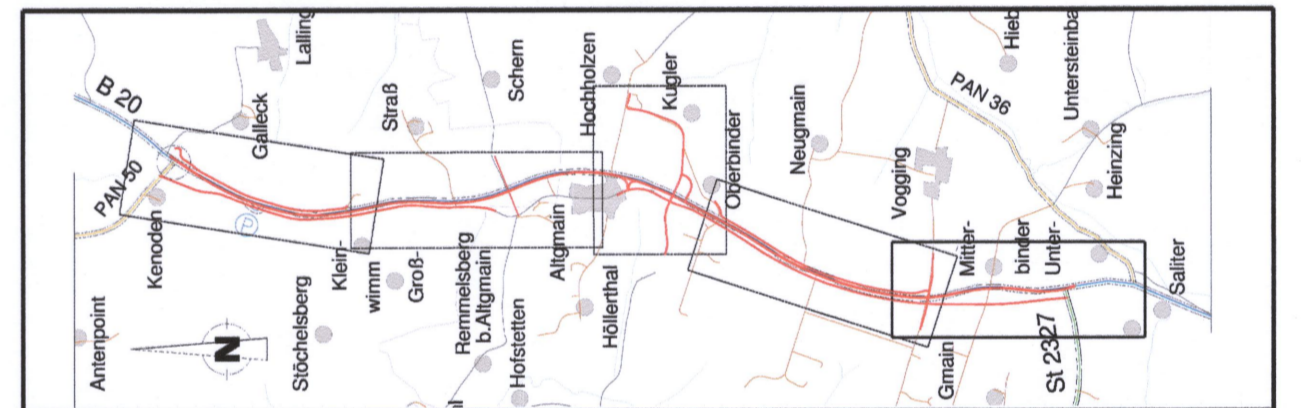 B 20
Lalling
Galleck
PAN 50
Kenoden
Antenpoint
Straß
Schern
Klein-
wimm
Groß-
Stöchelsberg
N
Remmelsberg
b.Altgmain
Altgmain
Hofstetten
Hochholzen
Kugler
Höllerthal
Oberbinder
Neugmain
Vogging
PAN 36
Hieb
Untersteinba
Heinzing
Mitter-
binder
Unter-
Gmain
St 2327
Saliter